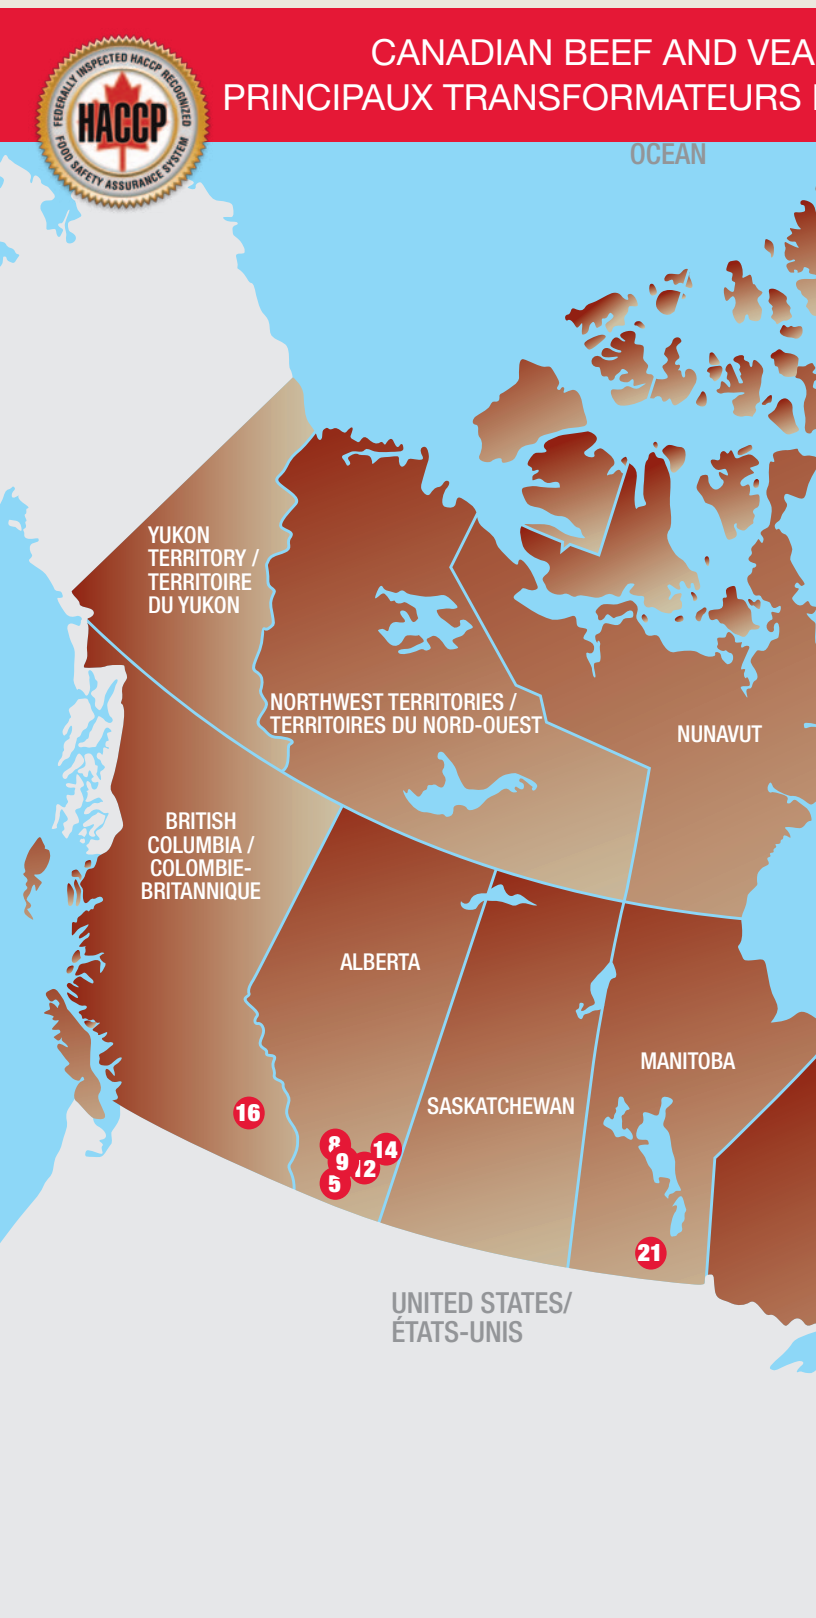 CANADIAN BEEF AND VEA
PRINCIPAUX TRANSFORMATEURS
FEDERALLY INSPECTED HACCP RECOGNIZED
HACCP
FOOD SAFETY ASSURANCE SYSTEM
OCEAN
YUKON
TERRITORY /
TERRITOIRE
DU YUKON
NORTHWEST TERRITORIES /
TERRITOIRES DU NORD-OUEST
NUNAVUT
BRITISH
COLUMBIA /
COLOMBIE-
BRITANNIQUE
ALBERTA
MANITOBA
SASKATCHEWAN
16
8
14
9
12
5
21
UNITED STATES/
ÉTATS-UNIS